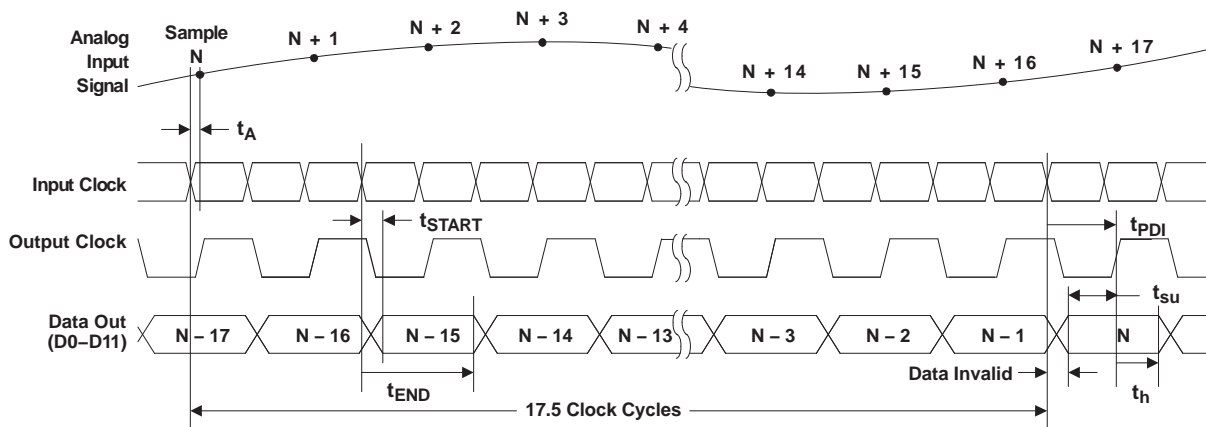 Analog
Input
Signal
Sample
N
N + 1
N + 2
N + 3
N + 4
N + 14
N + 15
N + 16
N + 17
tA
Input Clock
tSTART
tPDI
Output Clock
tsu
Data Out
(D0–D11)
N – 17
N – 16
N – 15
N – 14
N – 13
N – 3
N – 2
N – 1
N
tEND
Data Invalid
th
17.5 Clock Cycles